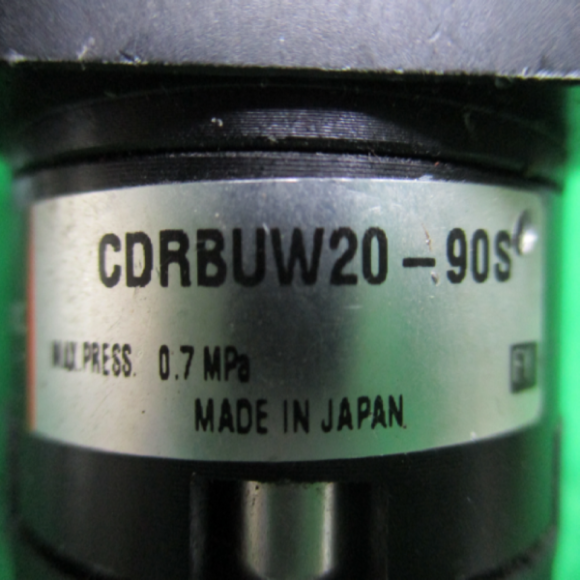 CDRBUW20-90S
MAX.PRESS. 0.7 MPa
MADE IN JAPAN